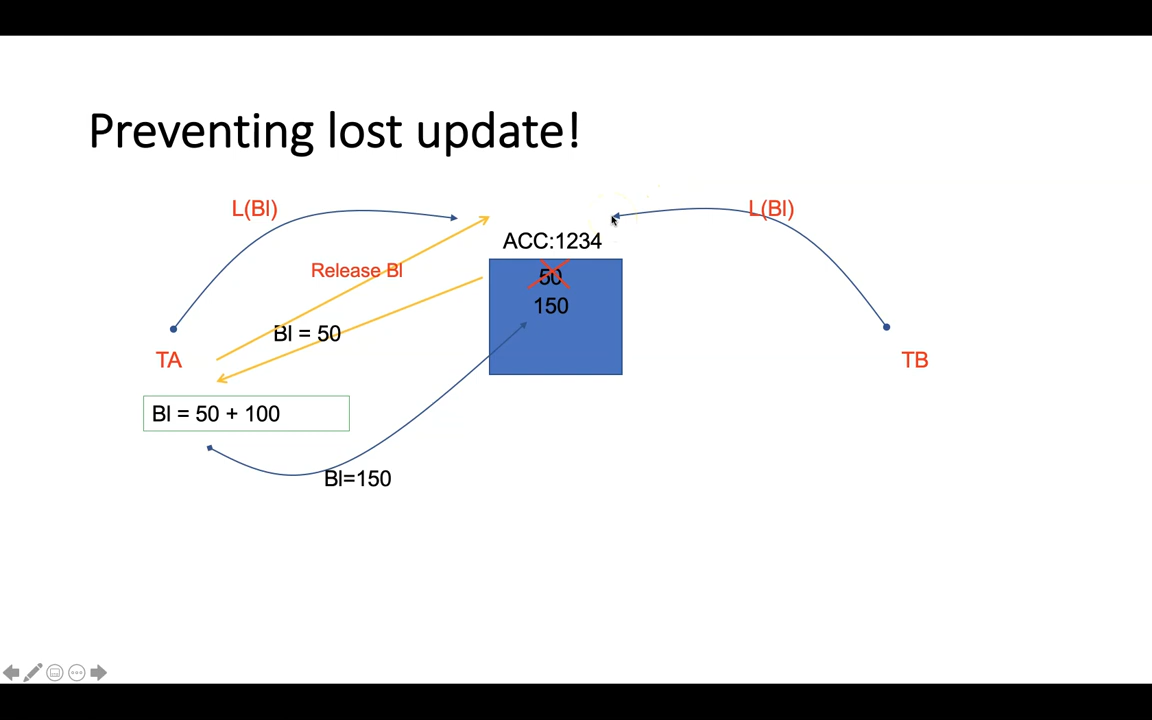 Preventing lost update!
L(Bl)
L(Bl)
ACC:1234
Release Bl
50
150
Bl = 50
TA
TB
Bl = 50 + 100
Bl=150